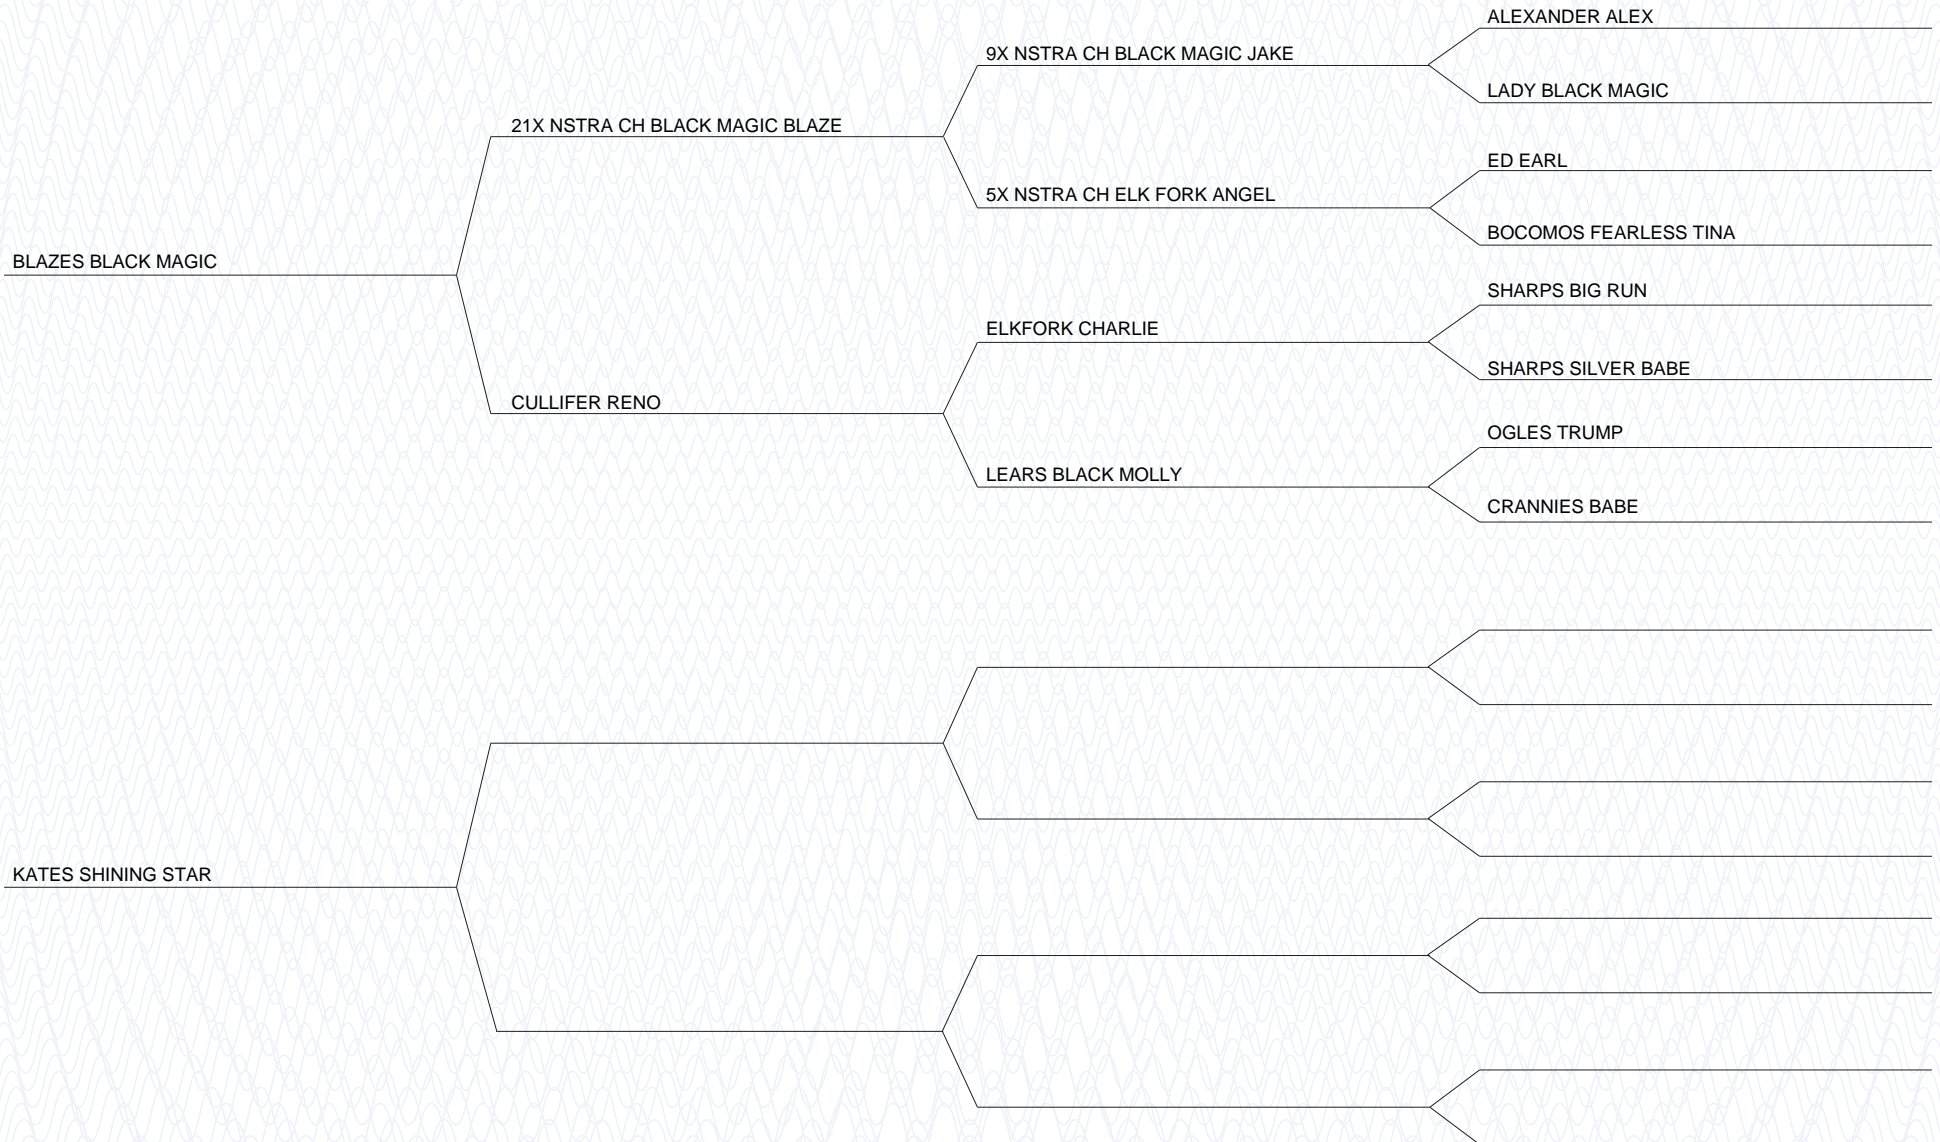 ALEXANDER ALEX
9X NSTRA CH BLACK MAGIC JAKE
LADY BLACK MAGIC
21X NSTRA CH BLACK MAGIC BLAZE
ED EARL
5X NSTRA CH ELK FORK ANGEL
BOCOMOS FEARLESS TINA
BLAZES BLACK MAGIC
SHARPS BIG RUN
ELKFORK CHARLIE
SHARPS SILVER BABE
CULLIFER RENO
OGLES TRUMP
LEARS BLACK MOLLY
CRANNIES BABE
KATES SHINING STAR